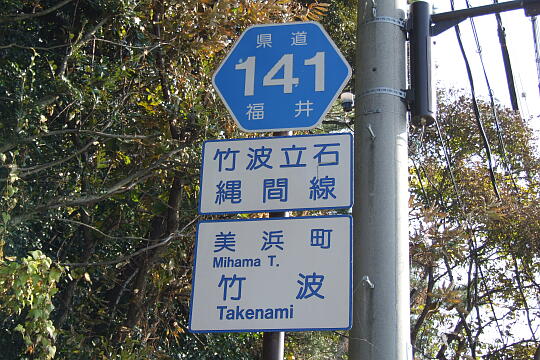 県道
141
福井
竹波立石
縄間線
美浜町
Mihama T.
竹波
Takenami